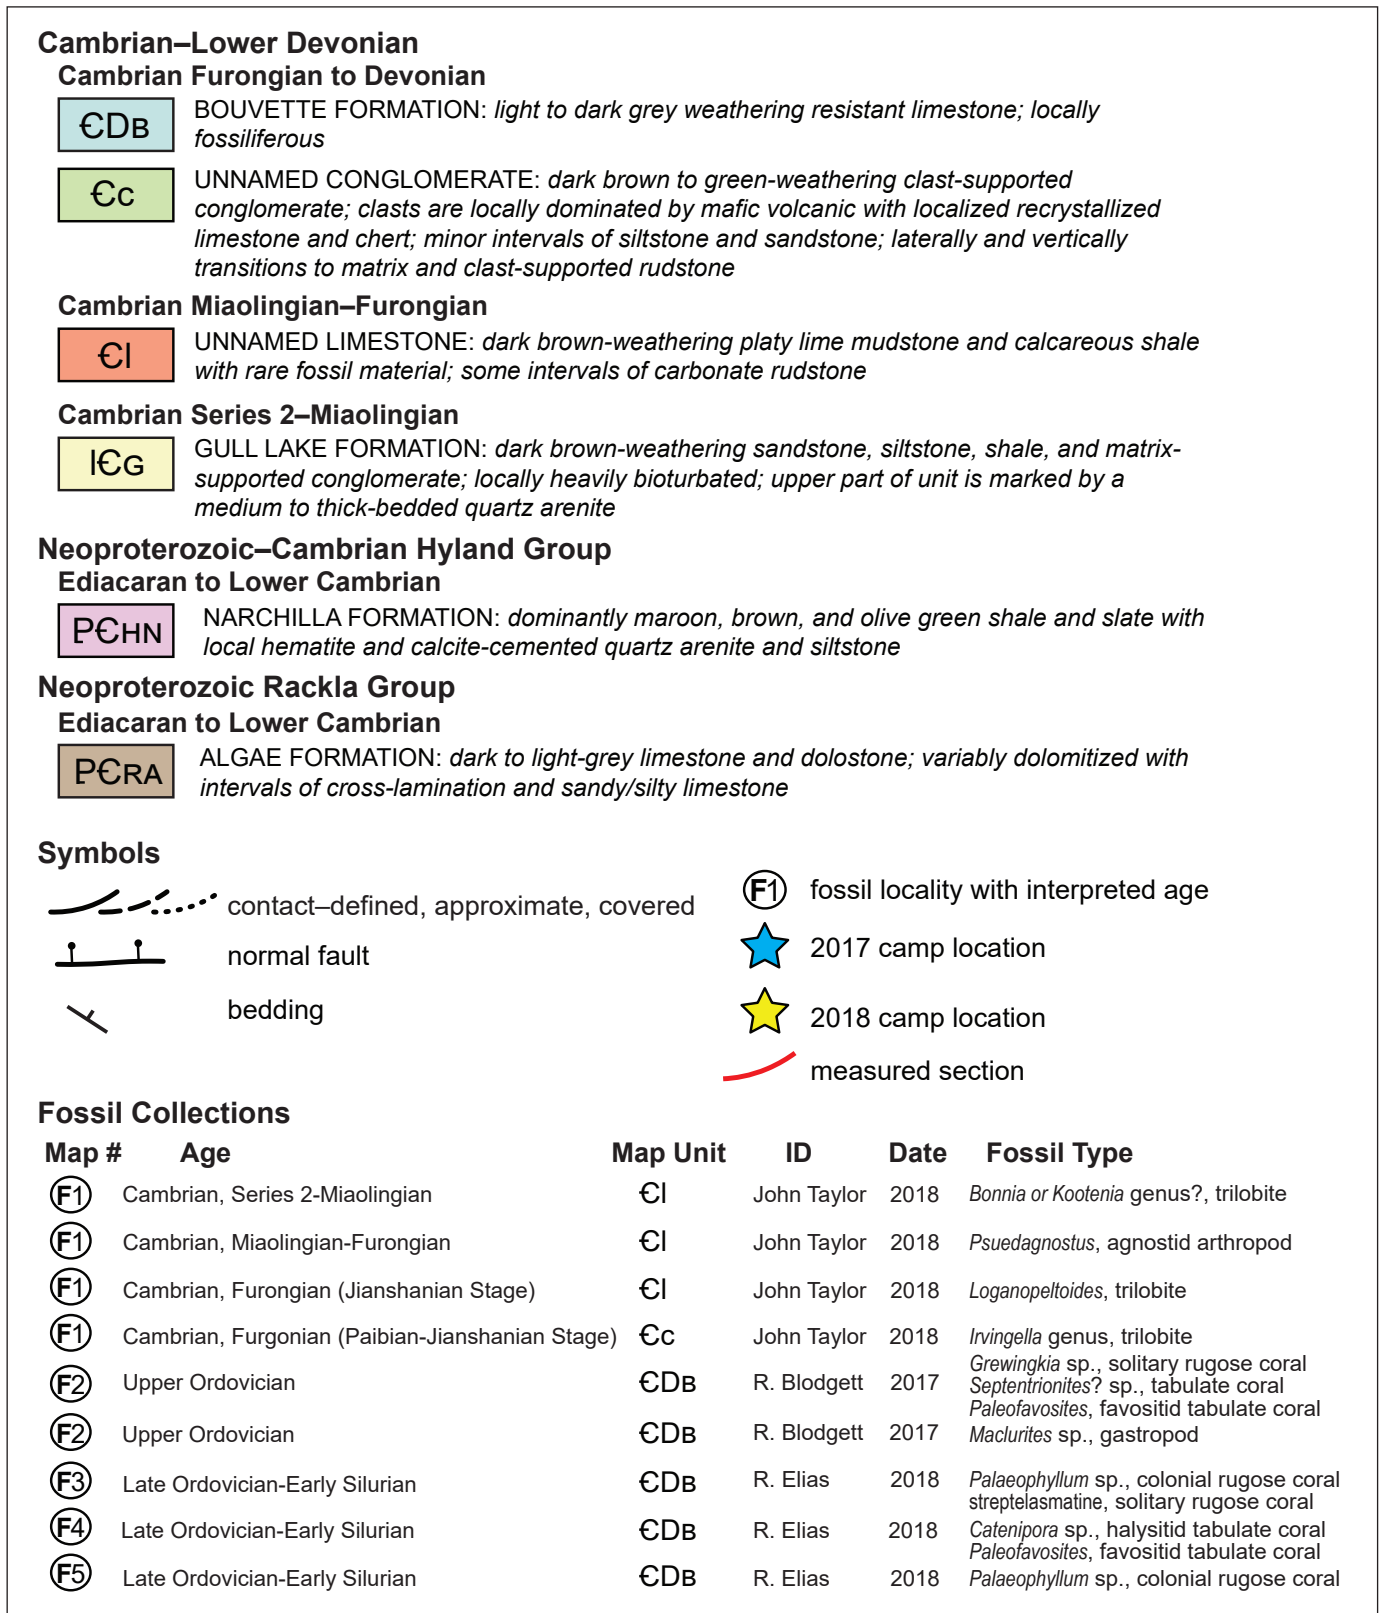 Cambrian–Lower Devonian
Cambrian Furongian to Devonian
ЄDB BOUVETTE FORMATION: light to dark grey weathering resistant limestone; locally
fossiliferous
Єc UNNAMED CONGLOMERATE: dark brown to green-weathering clast-supported
conglomerate; clasts are locally dominated by mafic volcanic with localized recrystallized
limestone and chert; minor intervals of siltstone and sandstone; laterally and vertically
transitions to matrix and clast-supported rudstone
Cambrian Miaolingian–Furongian
Єl UNNAMED LIMESTONE: dark brown-weathering platy lime mudstone and calcareous shale
with rare fossil material; some intervals of carbonate rudstone
Cambrian Series 2–Miaolingian
lЄG GULL LAKE FORMATION: dark brown-weathering sandstone, siltstone, shale, and matrix-
supported conglomerate; locally heavily bioturbated; upper part of unit is marked by a
medium to thick-bedded quartz arenite
Neoproterozoic–Cambrian Hyland Group
Ediacaran to Lower Cambrian
PЄHN NARCHILLA FORMATION: dominantly maroon, brown, and olive green shale and slate with
local hematite and calcite-cemented quartz arenite and siltstone
Neoproterozoic Rackla Group
Ediacaran to Lower Cambrian
PЄRA ALGAE FORMATION: dark to light-grey limestone and dolostone; variably dolomitized with
intervals of cross-lamination and sandy/silty limestone
Symbols
contact–defined, approximate, covered
normal fault
bedding
F1 fossil locality with interpreted age
2017 camp location
2018 camp location
measured section
Fossil Collections
Map # Age Map Unit ID Date Fossil Type
F1 Cambrian, Series 2-Miaolingian Єl John Taylor 2018 Bonnia or Kootenia genus?, trilobite
F1 Cambrian, Miaolingian-Furongian Єl John Taylor 2018 Psuedagnostus, agnostid arthropod
F1 Cambrian, Furongian (Jianshanian Stage) Єl John Taylor 2018 Loganopeltoides, trilobite
F1 Cambrian, Furgonian (Paibian-Jianshanian Stage) Єc John Taylor 2018 Irvingella genus, trilobite
Grewingkia sp., solitary rugose coral
F2 Upper Ordovician ЄDB R. Blodgett 2017 Septentrionites? sp., tabulate coral
Paleofavosites, favositid tabulate coral
F2 Upper Ordovician ЄDB R. Blodgett 2017 Maclurites sp., gastropod
F3 Late Ordovician-Early Silurian ЄDB R. Elias 2018 Palaeophyllum sp., colonial rugose coral
streptelasmatine, solitary rugose coral
F4 Late Ordovician-Early Silurian ЄDB R. Elias 2018 Catenipora sp., halysitid tabulate coral
Paleofavosites, favositid tabulate coral
F5 Late Ordovician-Early Silurian ЄDB R. Elias 2018 Palaeophyllum sp., colonial rugose coral